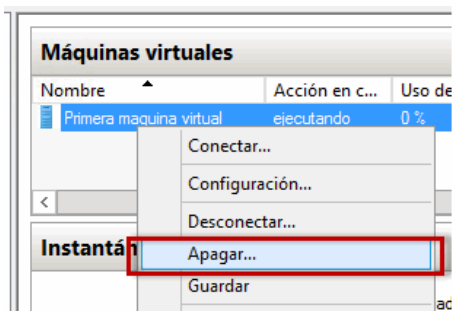 Máquinas virtuales
Nombre Acción en c... Uso de
Primera maquina virtual ejecutando 0 %
Conectar...
Configuración...
Desconectar...
Instantán Apagar...
Guardar